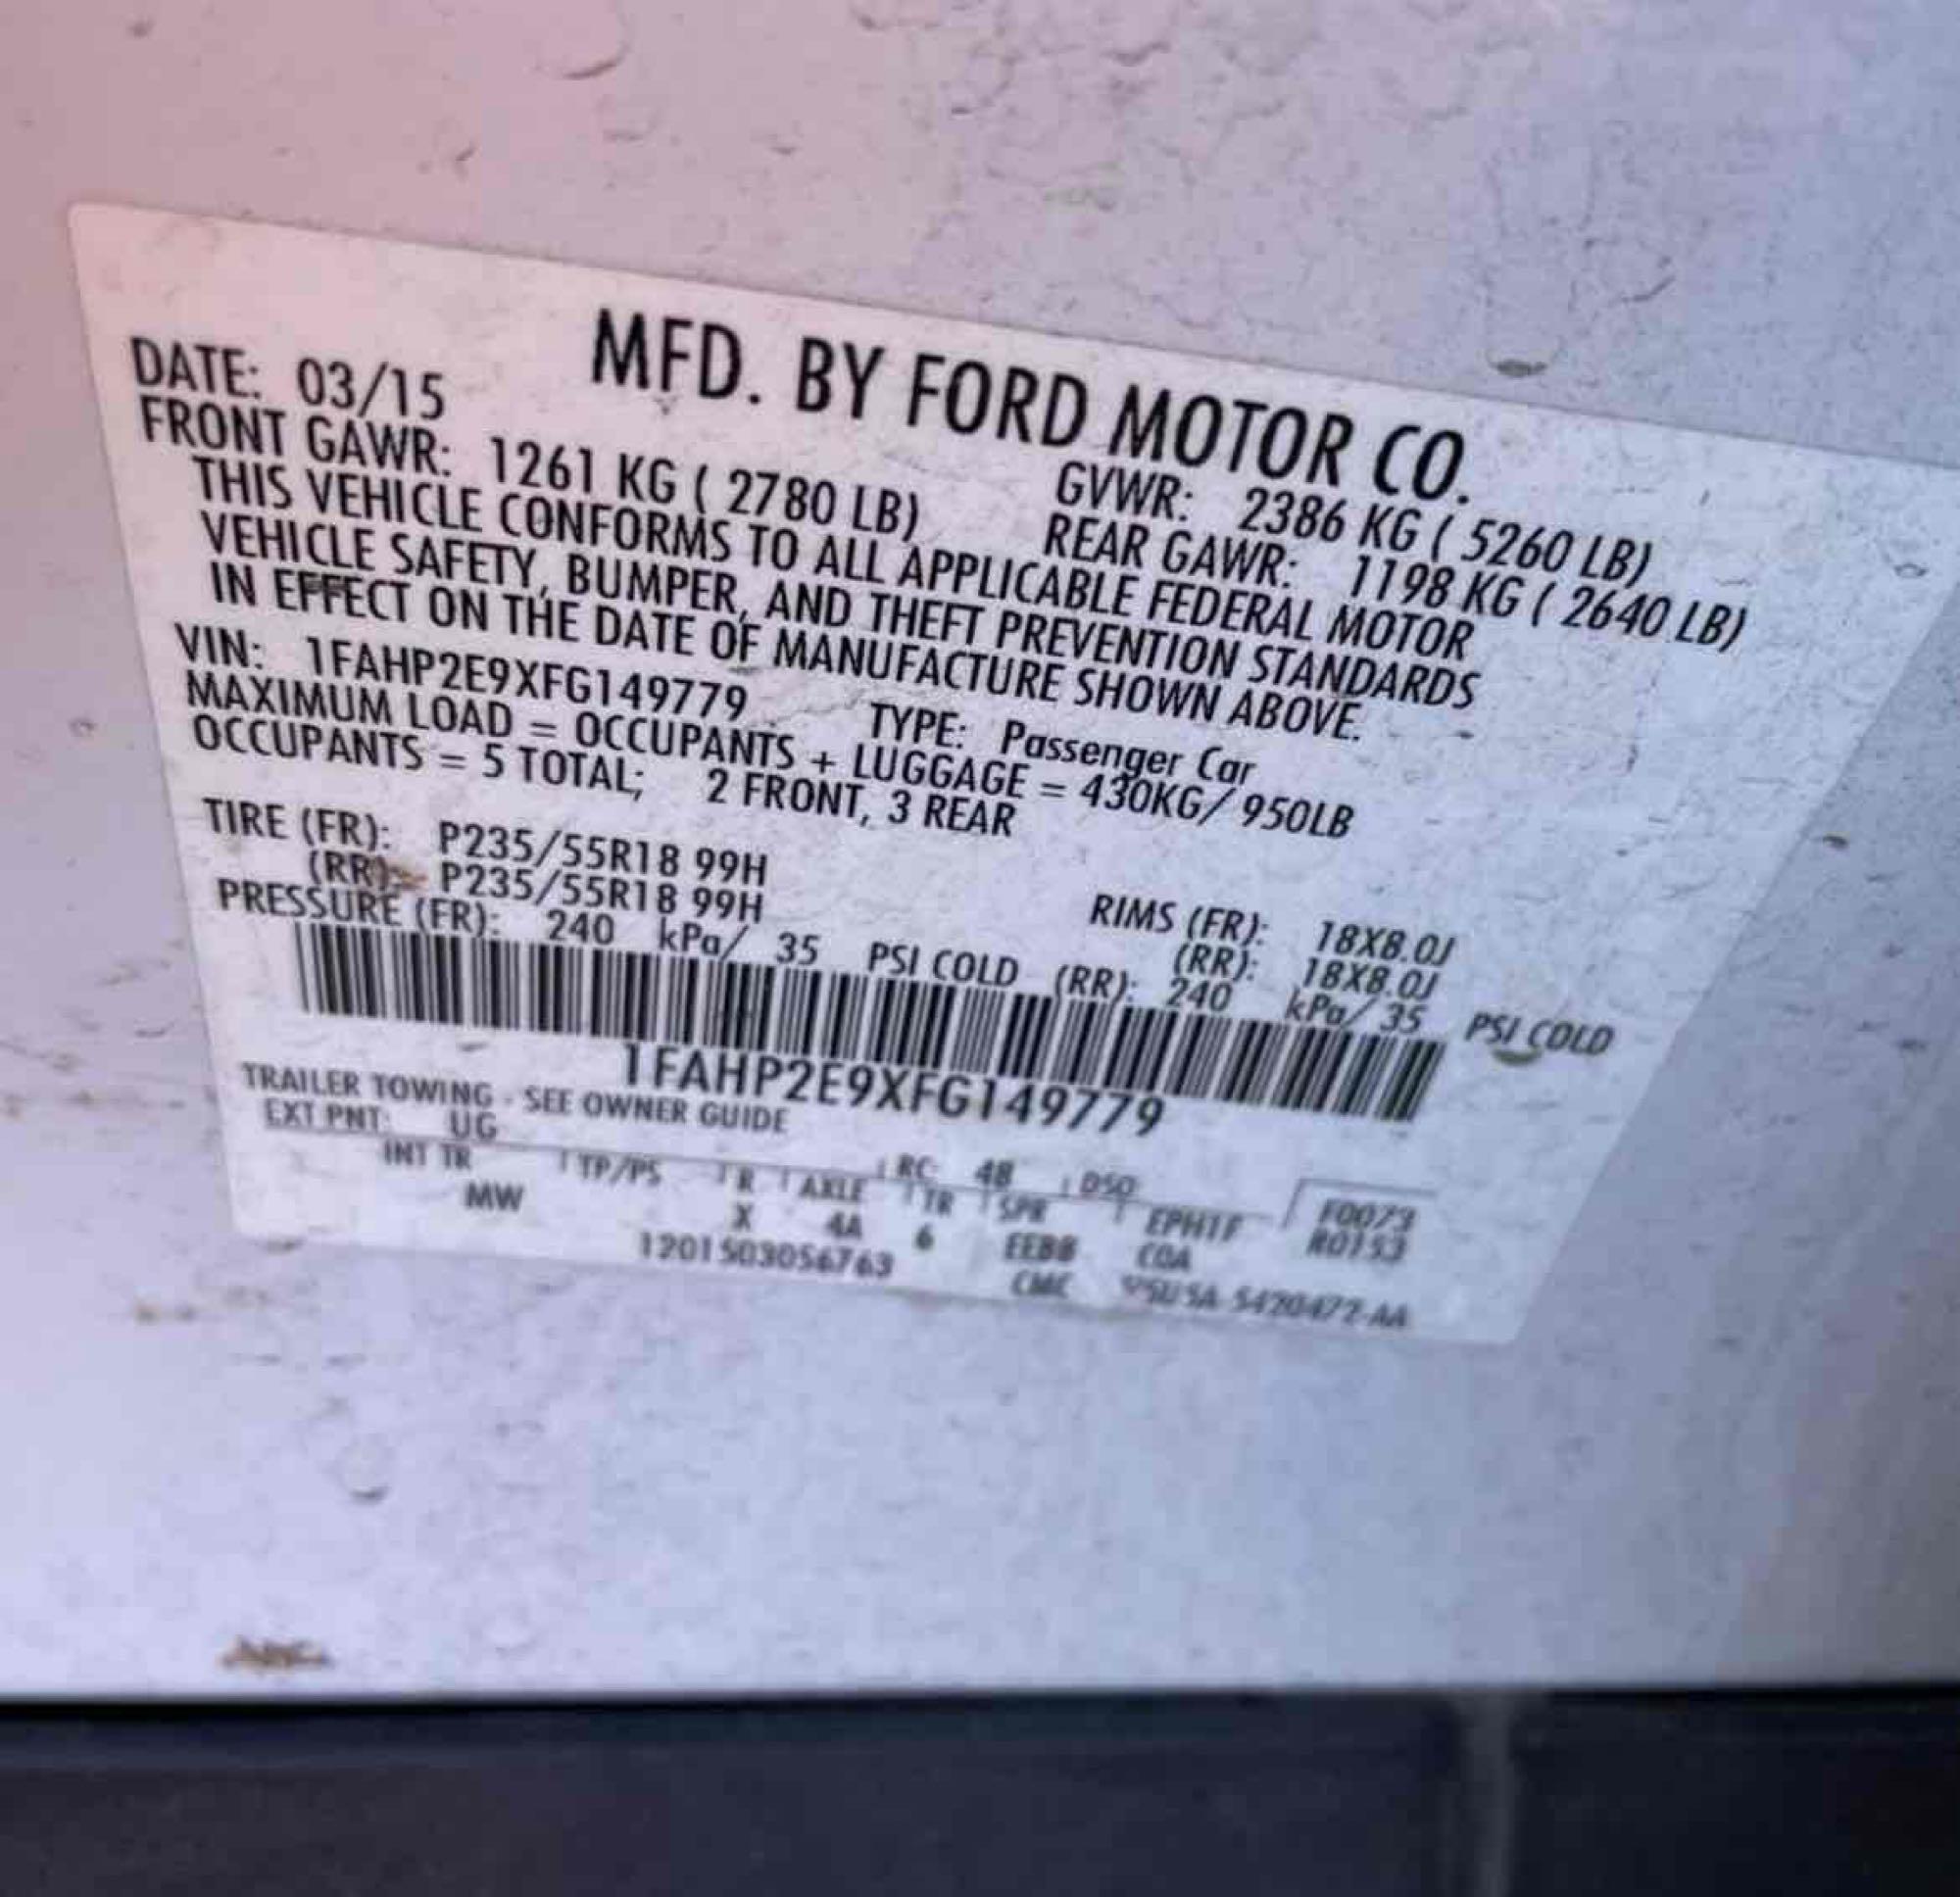 MFD. BY FORD MOTOR CO.
DATE: 03/15
GVWR: 2386 KG ( 5260 LB)
FRONT GAWR: 1261 KG ( 2780 LB)
REAR GAWR: 1198 KG ( 2640 LB)
THIS VEHICLE CONFORMS TO ALL APPLICABLE FEDERAL MOTOR
VEHICLE SAFETY, BUMPER, AND THEFT PREVENTION STANDARDS
IN EFFECT ON THE DATE OF MANUFACTURE SHOWN ABOVE.
VIN: 1FAHP2E9XFG149779 TYPE: Passenger Car
MAXIMUM LOAD = OCCUPANTS + LUGGAGE = 430KG/ 950LB
OCCUPANTS = 5 TOTAL; 2 FRONT, 3 REAR
TIRE (FR): P235/55R18 99H RIMS (FR): 18X8.0J
(RR): P235/55R18 99H (RR): 18X8.0J
PRESSURE (FR): 240 kPa/ 35 PSI COLD (RR): 240 kPa/ 35 PSI COLD
1FAHP2E9XFG149779
TRAILER TOWING - SEE OWNER GUIDE
EXT PNT: UG RC: 48 DSO: F0073
INT TR TP/PS R AXLE TR SPR EPH1F R0153
MW X 4A 6 EEBB COA
1201503056763 CMC 5420472-AA